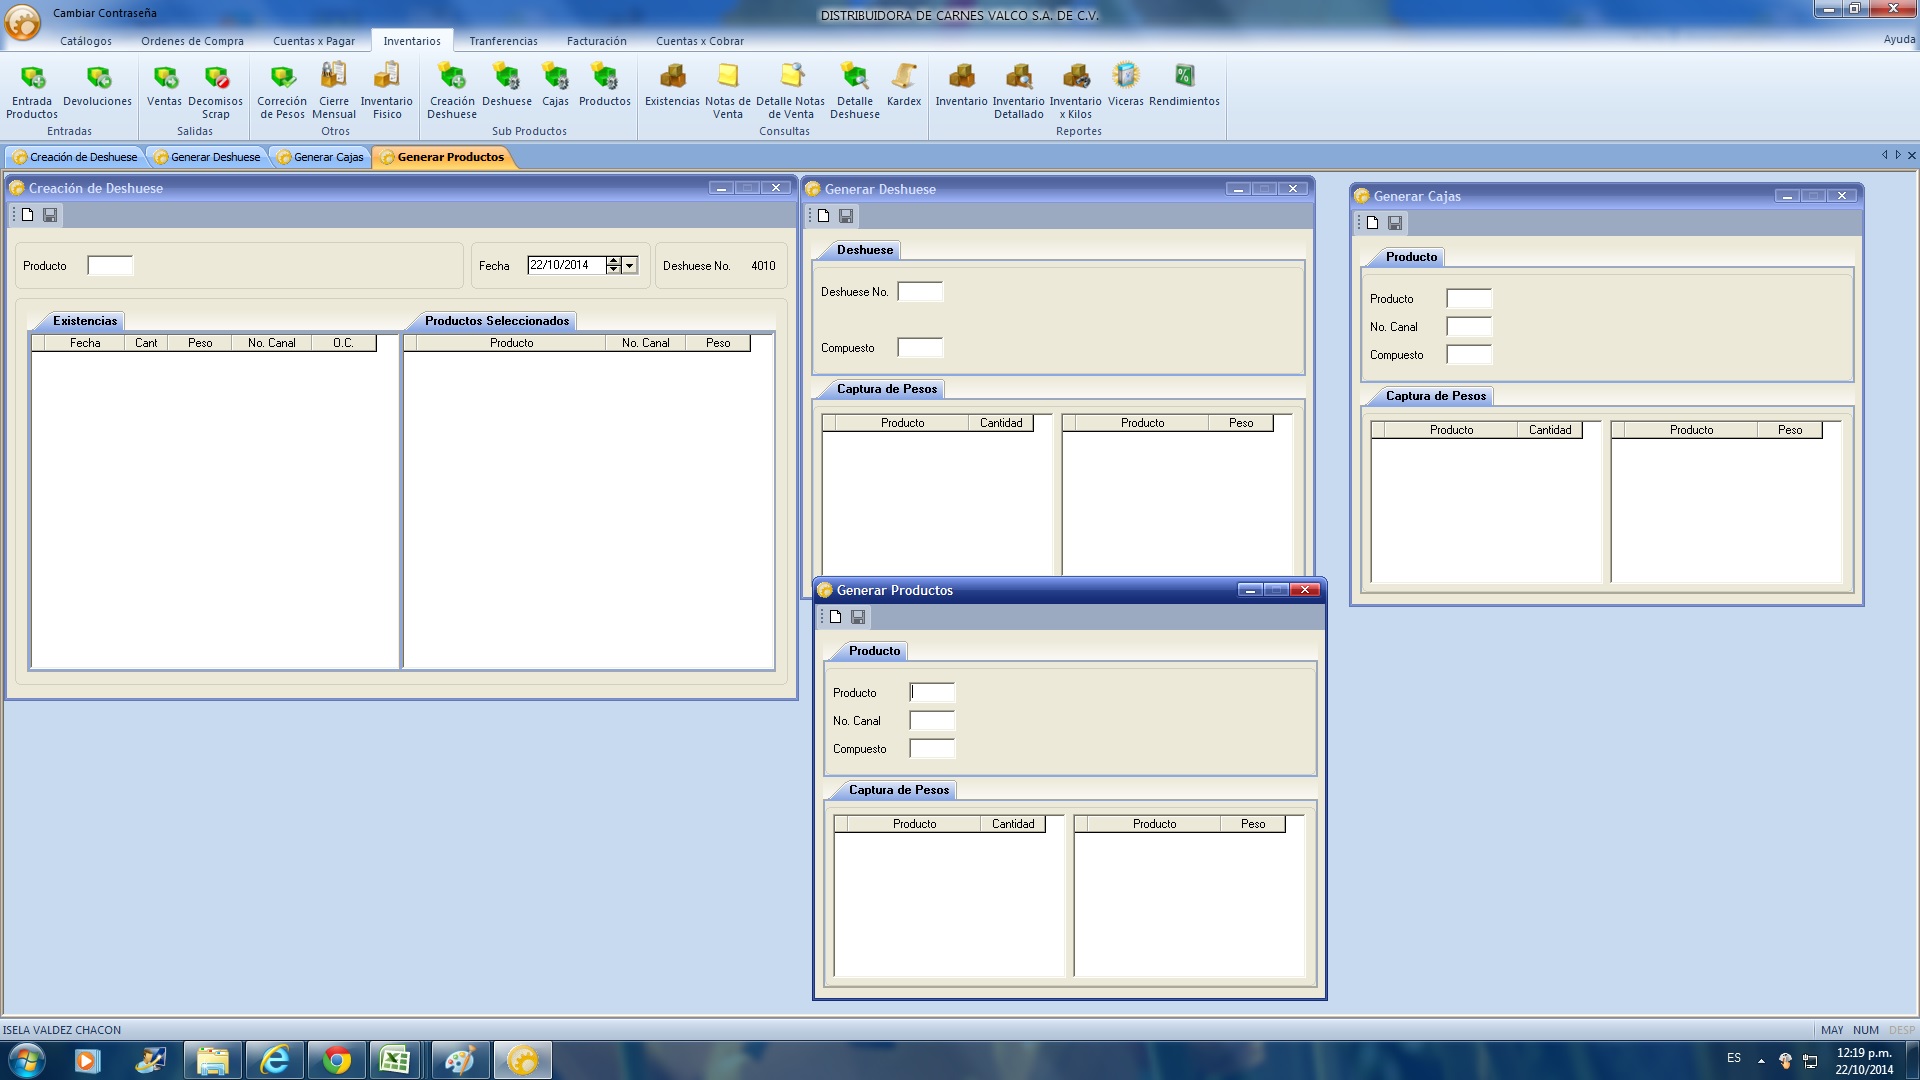 Cambiar Contraseña
DISTRIBUIDORA DE CARNES VALCO S.A. DE C.V.
Catálogos Ordenes de Compra Cuentas x Pagar Inventarios Tranferencias Facturación Cuentas x Cobrar Ayuda
Entrada Productos
Devoluciones
Entradas
Ventas
Decomisos Scrap
Salidas
Correción de Pesos
Cierre Mensual
Inventario Fisico
Otros
Creación Deshuese
Deshuese
Cajas
Productos
Sub Productos
Existencias
Notas de Venta
Detalle Notas de Venta
Detalle Deshuese
Kardex
Consultas
Inventario
Inventario Detallado
Inventario x Kilos
Viceras
Rendimientos
Reportes
Creación de Deshuese Generar Deshuese Generar Cajas Generar Productos
Creación de Deshuese
Producto
Fecha 22/10/2014
Deshuese No. 4010
Existencias
Fecha Cant Peso No. Canal O.C.
Productos Seleccionados
Producto No. Canal Peso
Generar Deshuese
Deshuese
Deshuese No.
Compuesto
Captura de Pesos
Producto Cantidad
Producto Peso
Generar Cajas
Producto
Producto
No. Canal
Compuesto
Captura de Pesos
Producto Cantidad
Producto Peso
Generar Productos
Producto
Producto
No. Canal
Compuesto
Captura de Pesos
Producto Cantidad
Producto Peso
ISELA VALDEZ CHACON
MAY NUM DESP
ES
12:19 p.m.
22/10/2014